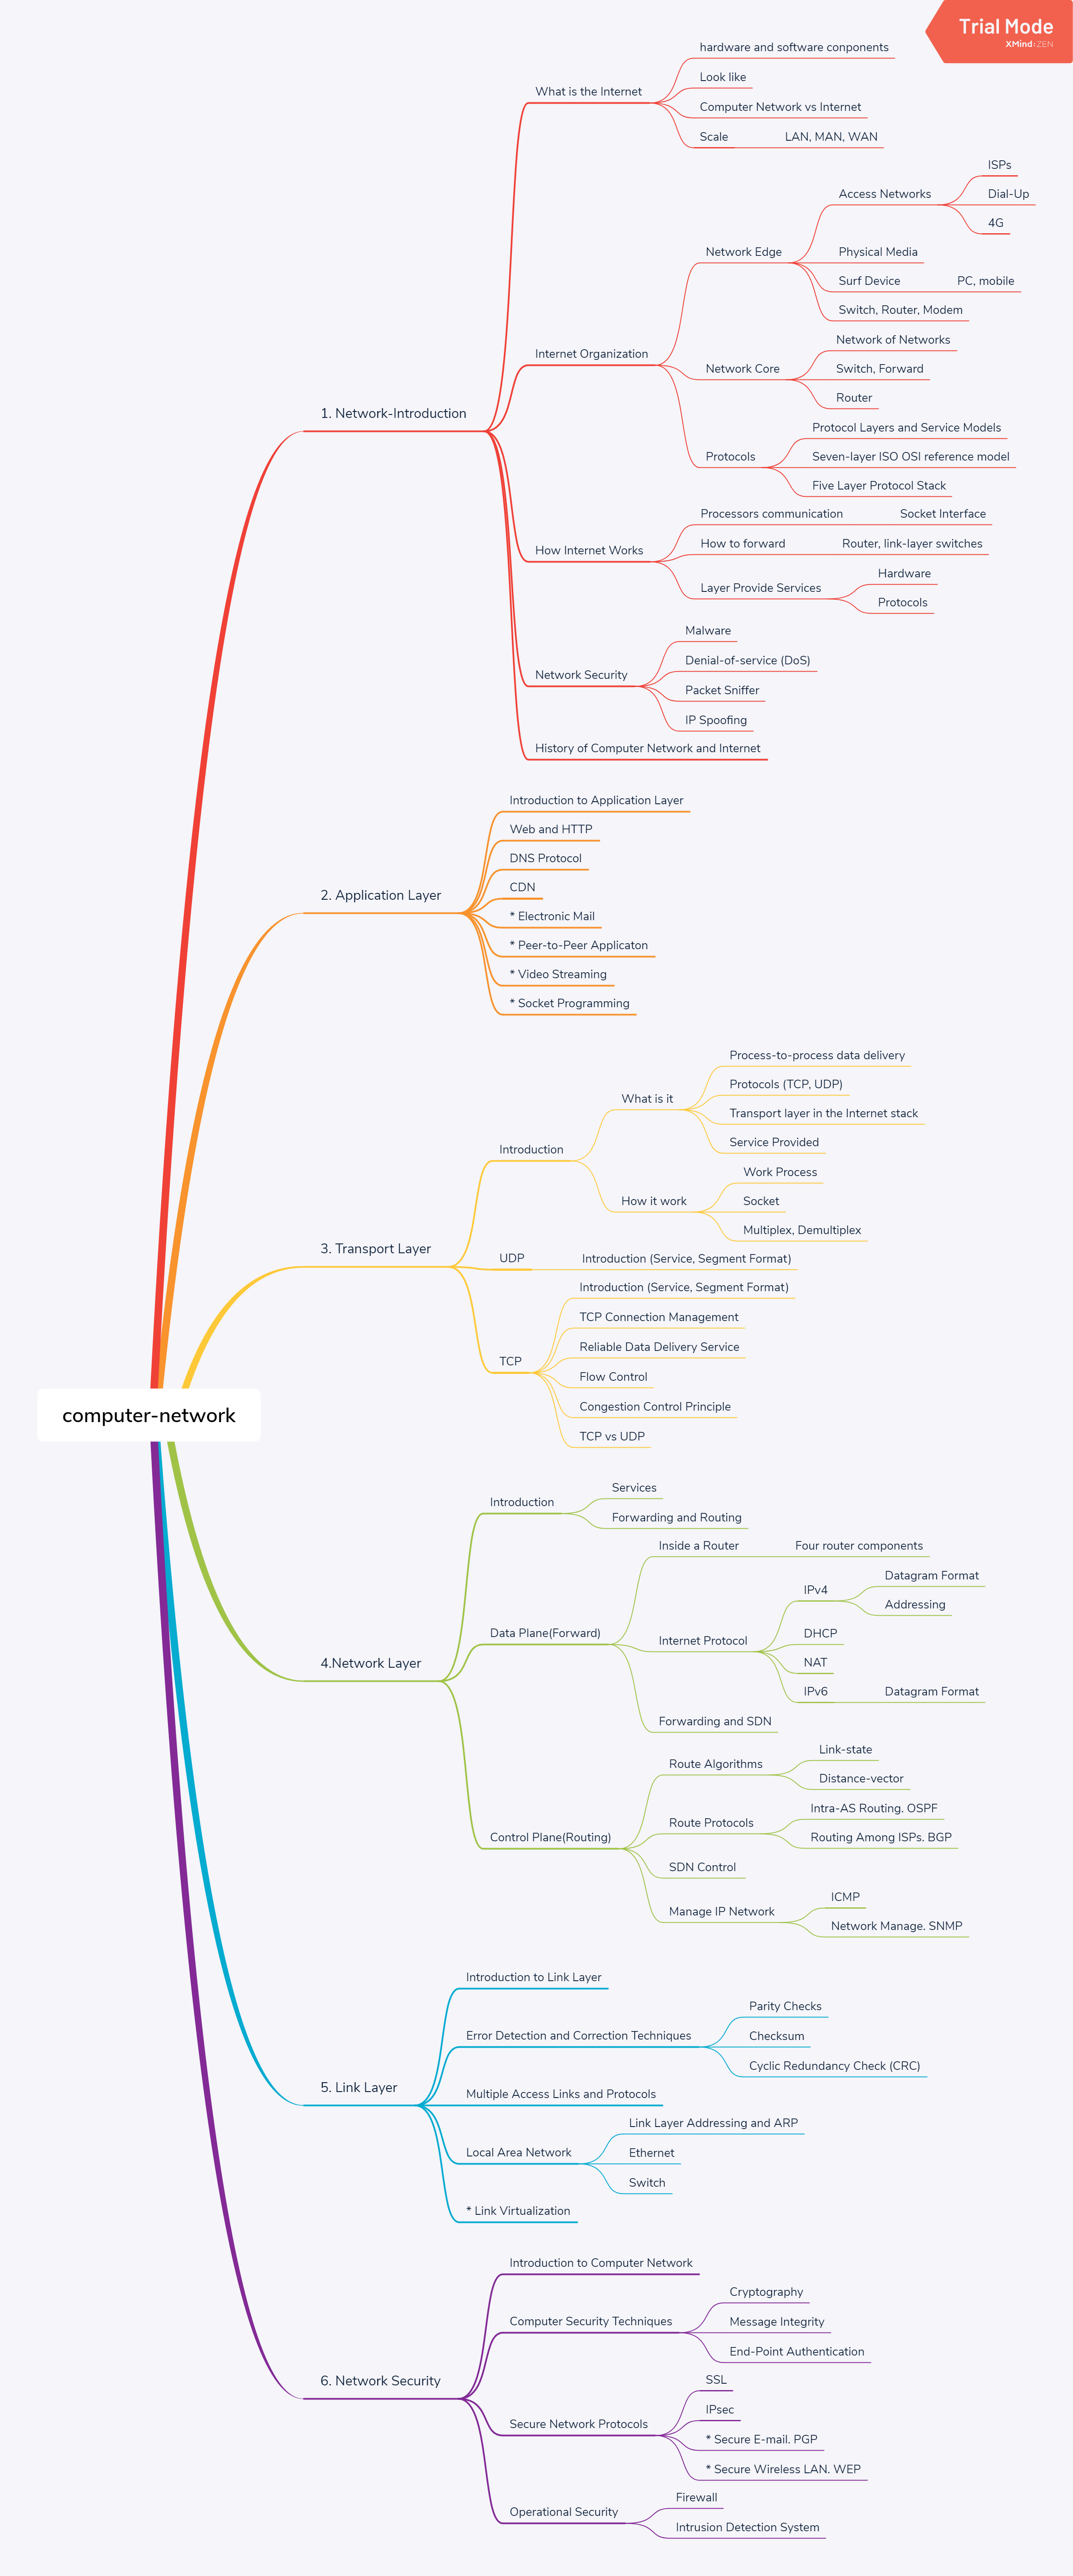 Trial Mode
XMind:ZEN
computer-network
1. Network-Introduction
What is the Internet
hardware and software conponents
Look like
Computer Network vs Internet
Scale
LAN, MAN, WAN
Internet Organization
Network Edge
Access Networks
ISPs
Dial-Up
4G
Physical Media
Surf Device
PC, mobile
Switch, Router, Modem
Network Core
Network of Networks
Switch, Forward
Router
Protocols
Protocol Layers and Service Models
Seven-layer ISO OSI reference model
Five Layer Protocol Stack
How Internet Works
Processors communication
Socket Interface
How to forward
Router, link-layer switches
Layer Provide Services
Hardware
Protocols
Network Security
Malware
Denial-of-service (DoS)
Packet Sniffer
IP Spoofing
History of Computer Network and Internet
2. Application Layer
Introduction to Application Layer
Web and HTTP
DNS Protocol
CDN
* Electronic Mail
* Peer-to-Peer Applicaton
* Video Streaming
* Socket Programming
3. Transport Layer
Introduction
What is it
Process-to-process data delivery
Protocols (TCP, UDP)
Transport layer in the Internet stack
Service Provided
How it work
Work Process
Socket
Multiplex, Demultiplex
UDP
Introduction (Service, Segment Format)
TCP
Introduction (Service, Segment Format)
TCP Connection Management
Reliable Data Delivery Service
Flow Control
Congestion Control Principle
TCP vs UDP
4.Network Layer
Introduction
Services
Forwarding and Routing
Data Plane(Forward)
Inside a Router
Four router components
Internet Protocol
IPv4
Datagram Format
Addressing
DHCP
NAT
IPv6
Datagram Format
Forwarding and SDN
Control Plane(Routing)
Route Algorithms
Link-state
Distance-vector
Route Protocols
Intra-AS Routing. OSPF
Routing Among ISPs. BGP
SDN Control
Manage IP Network
ICMP
Network Manage. SNMP
5. Link Layer
Introduction to Link Layer
Error Detection and Correction Techniques
Parity Checks
Checksum
Cyclic Redundancy Check (CRC)
Multiple Access Links and Protocols
Local Area Network
Link Layer Addressing and ARP
Ethernet
Switch
* Link Virtualization
6. Network Security
Introduction to Computer Network
Computer Security Techniques
Cryptography
Message Integrity
End-Point Authentication
Secure Network Protocols
SSL
IPsec
* Secure E-mail. PGP
* Secure Wireless LAN. WEP
Operational Security
Firewall
Intrusion Detection System